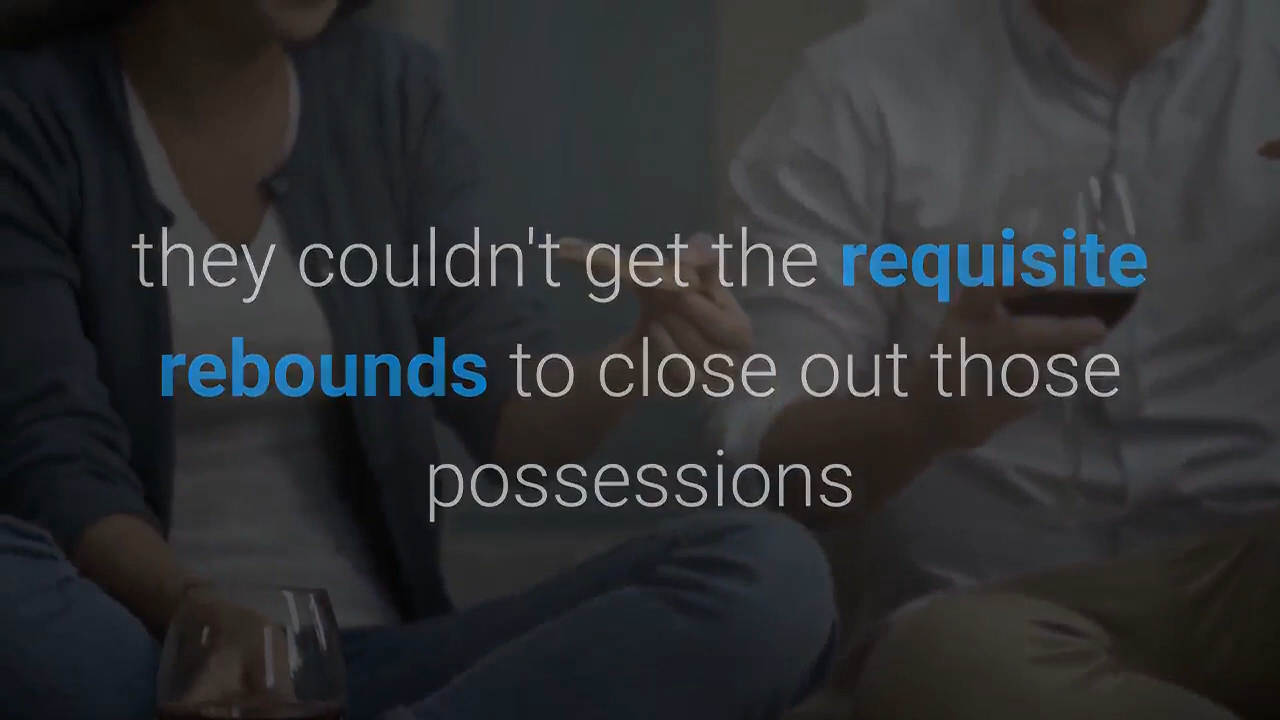 they couldn't get the requisite
rebounds to close out those
possessions